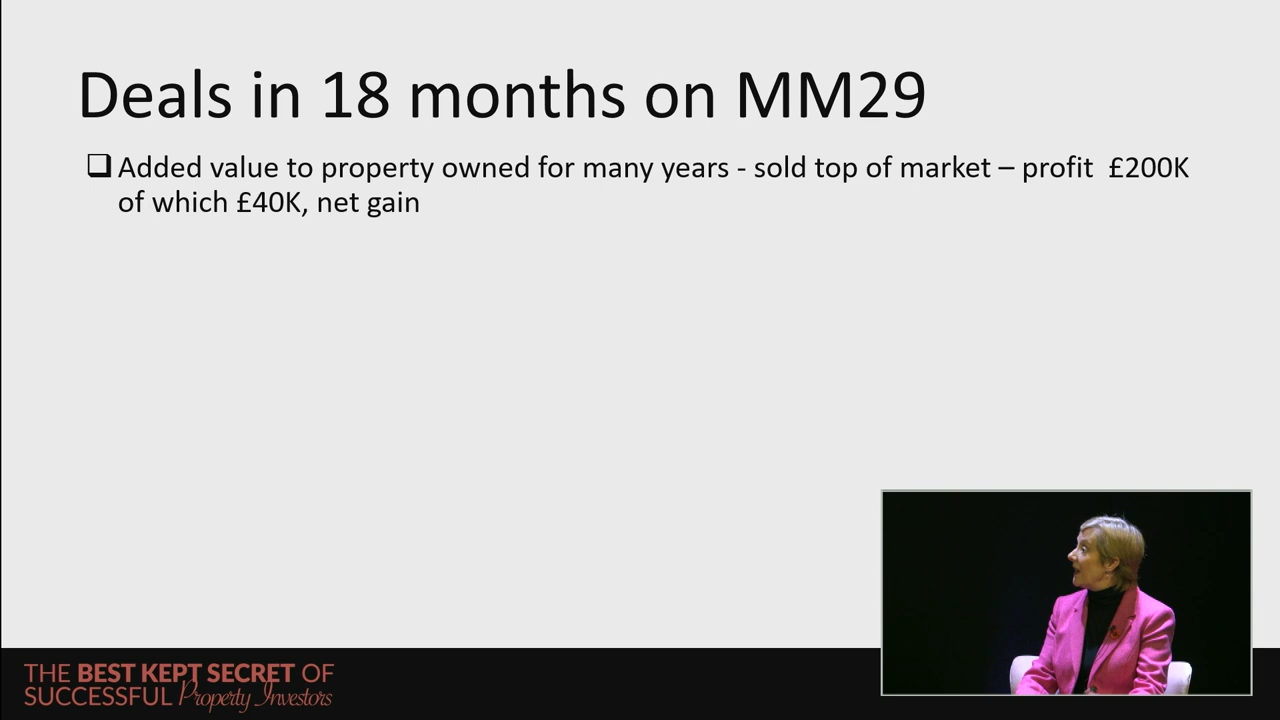 Deals in 18 months on MM29
❑ Added value to property owned for many years - sold top of market – profit  £200K
of which £40K, net gain
THE BEST KEPT SECRET OF
SUCCESSFUL Property Investors